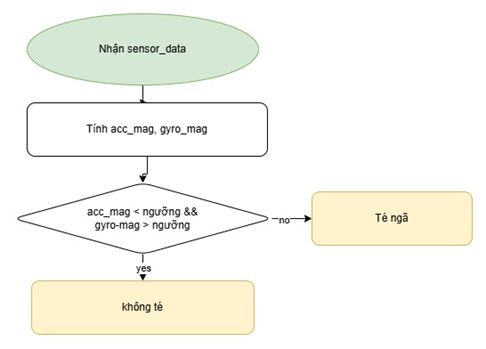 Nhận sensor_data
Tính acc_mag, gyro_mag
acc_mag < ngưỡng &&
gyro-mag > ngưỡng
no
Té ngã
yes
không té